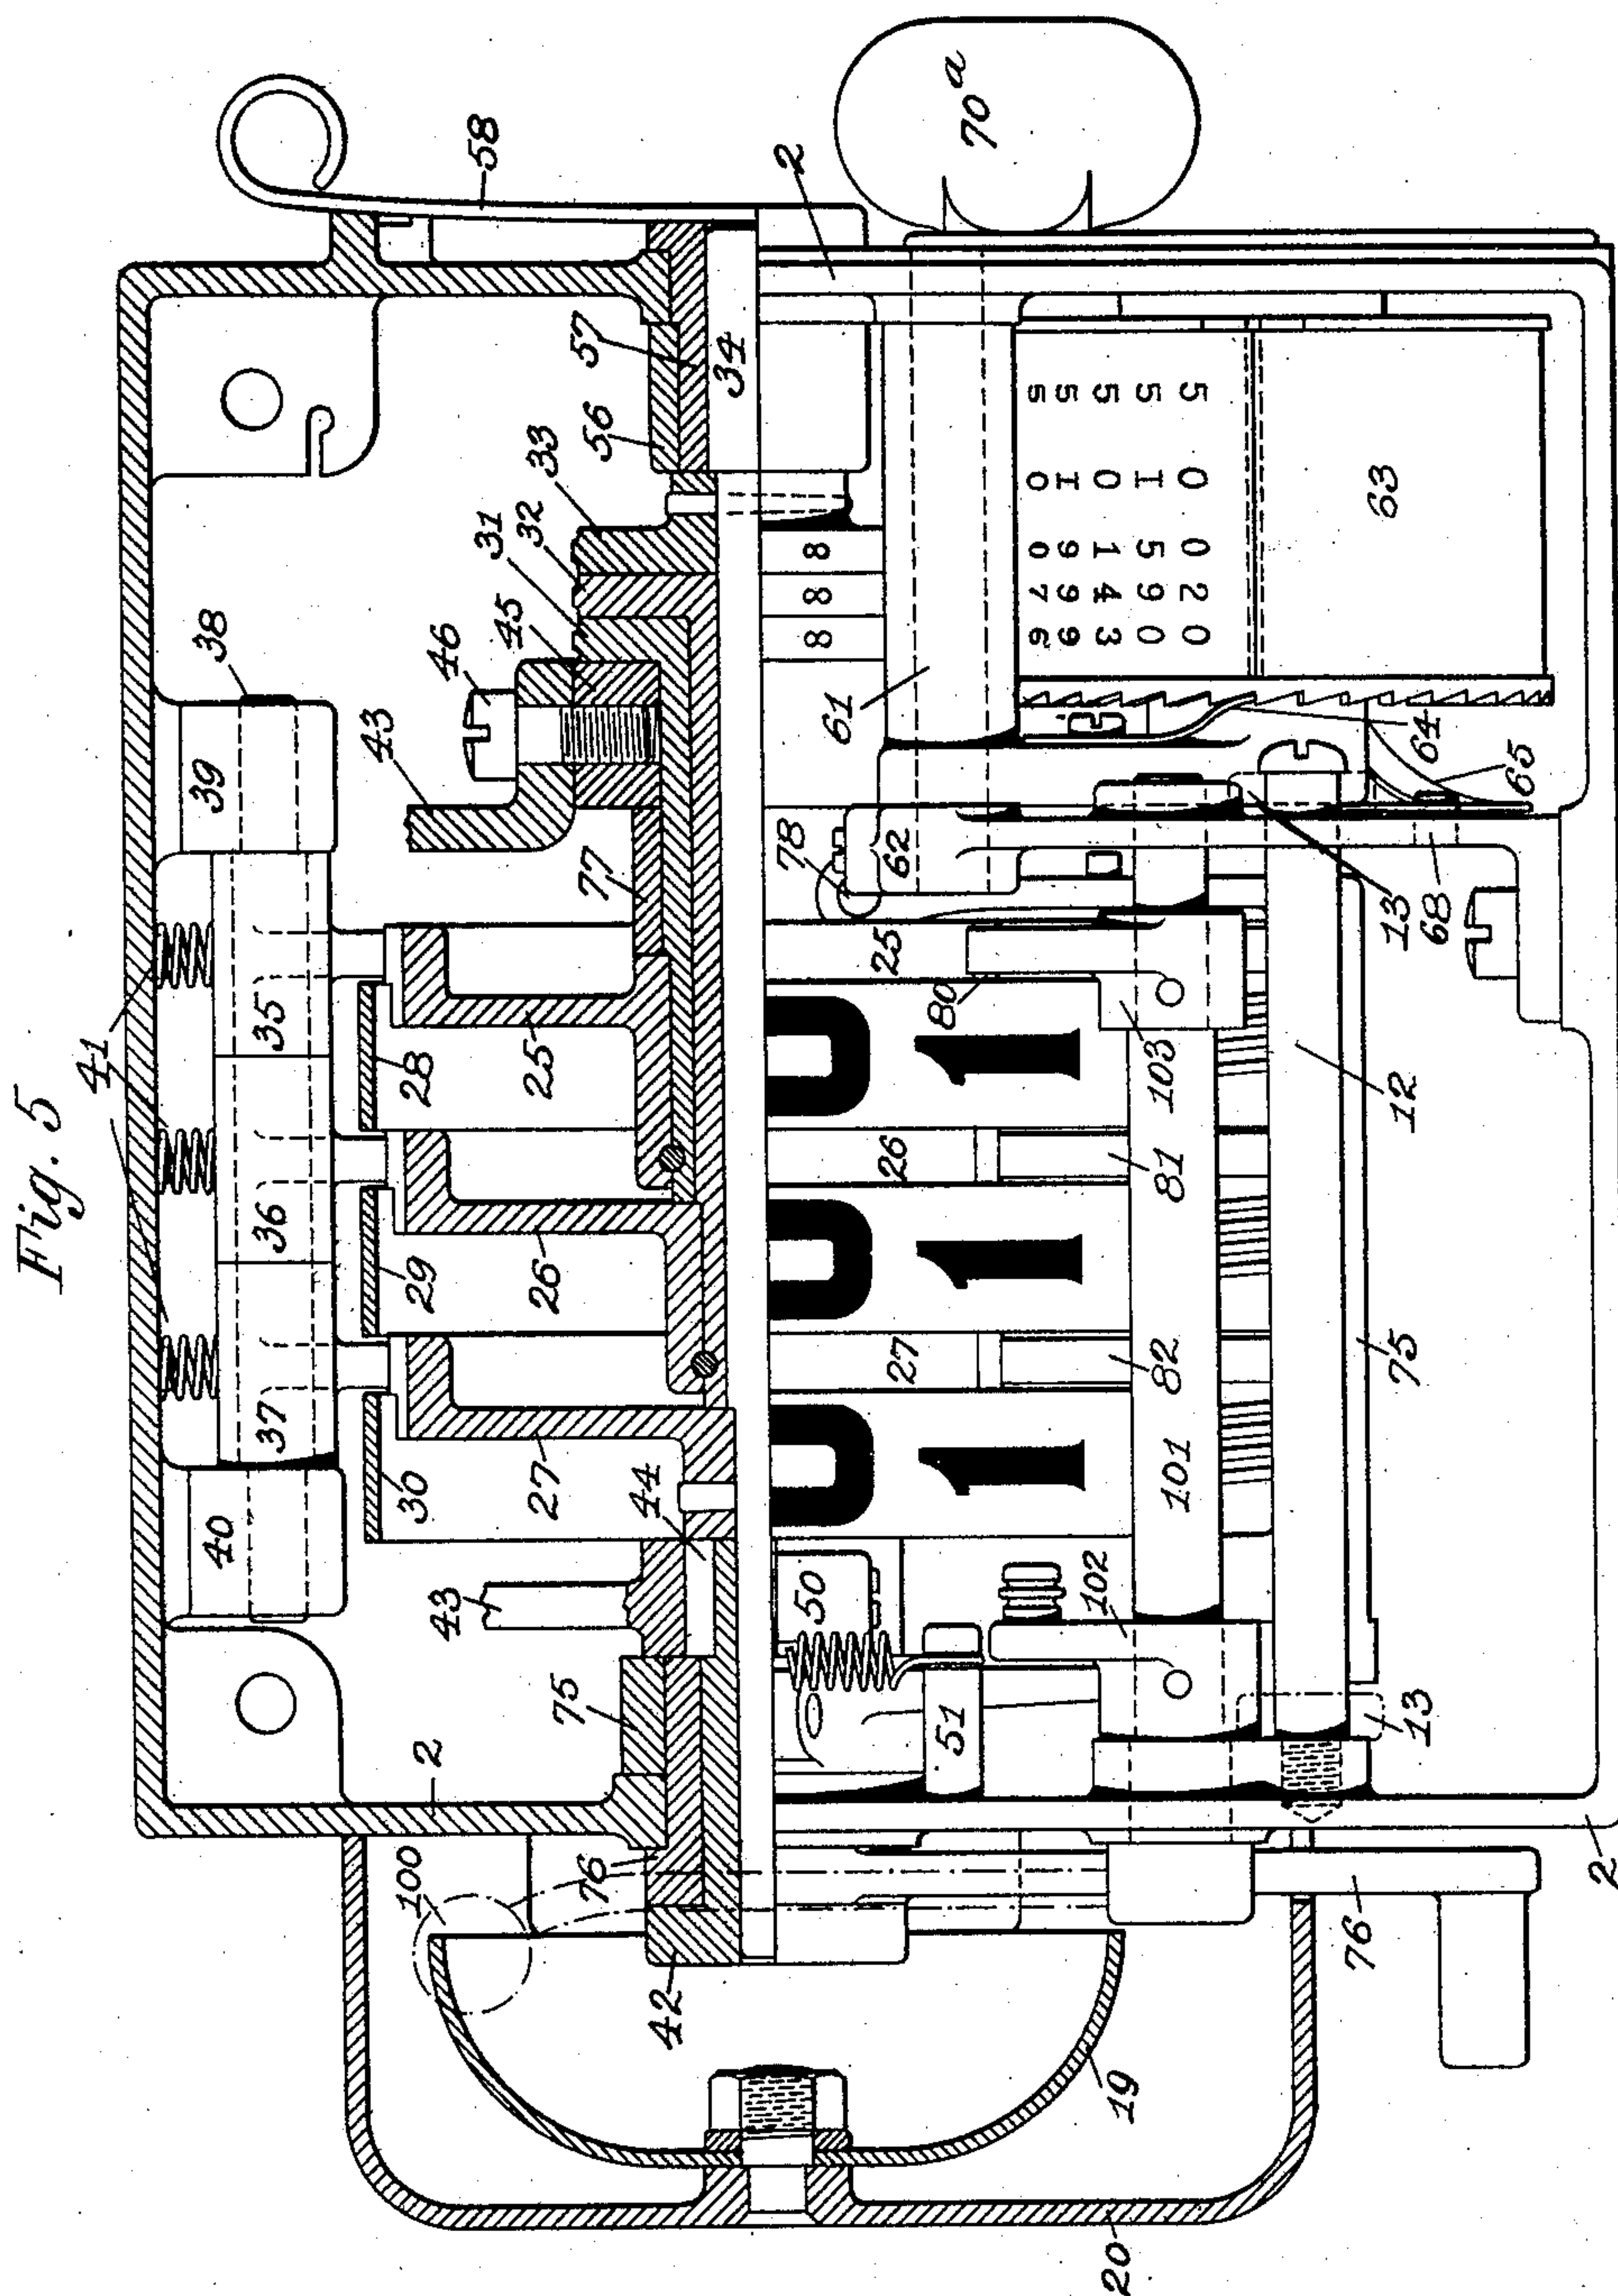 Fig. 5
41
40 39 38
37 36 35
100 30 29 28 43 46 58
2 43 31
27 26 25 45 32 33
75 77 56 57
76 44
42 34
8 8 8 2
0 0 0
50 78 62 61
27 26 25
51 80
1 1 1 70a
6 7 0 0 5
9 9 9 I 5
3 4 1 0 5
0 9 5 I 5
0 2 0 0 5
102 103
19 101 82 81 64 63
20 13 75 12 13
76 68 65
2 2